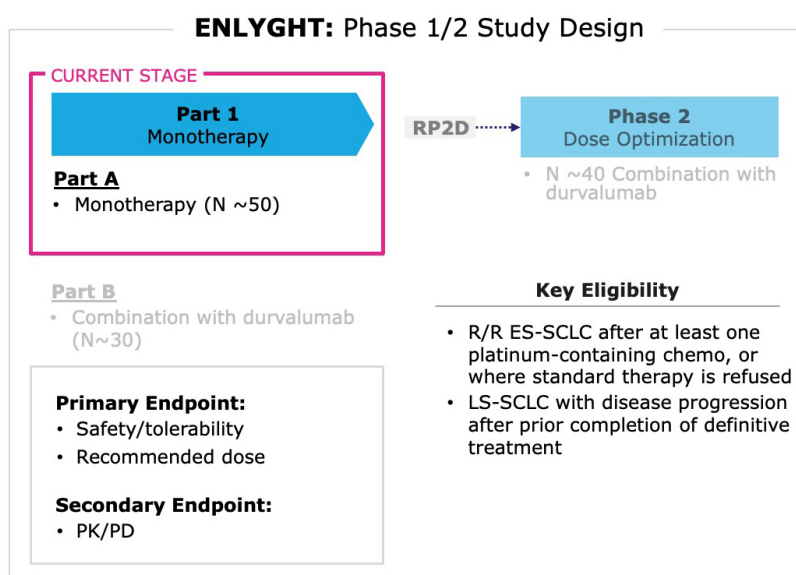 ENLYGHT: Phase 1/2 Study Design
CURRENT STAGE
Part 1
Monotherapy
Part A
• Monotherapy (N ~50)
RP2D
Phase 2
Dose Optimization
• N ~40 Combination with
durvalumab
Part B
• Combination with durvalumab
(N~30)
Primary Endpoint:
• Safety/tolerability
• Recommended dose
Secondary Endpoint:
• PK/PD
Key Eligibility
• R/R ES-SCLC after at least one
platinum-containing chemo, or
where standard therapy is refused
• LS-SCLC with disease progression
after prior completion of definitive
treatment